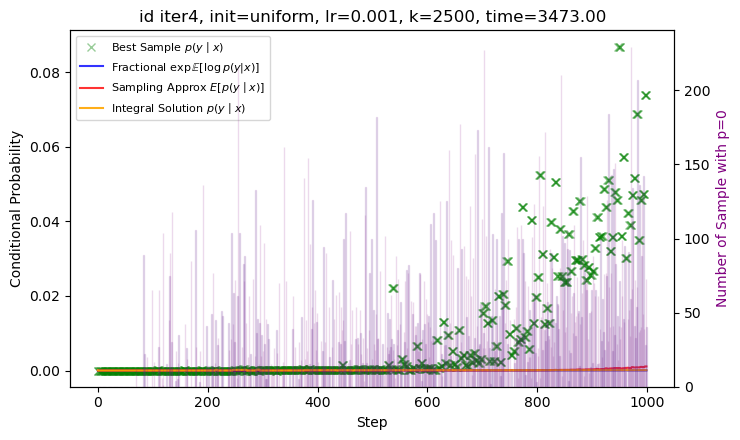 id iter4, init=uniform, lr=0.001, k=2500, time=3473.00
Best Sample p(y | x)
Fractional exp𝔼[log p(y|x)]
Sampling Approx E[p(y | x)]
Integral Solution p(y | x)
0.08
0.06
0.04
0.02
0.00
Conditional Probability
200
150
100
50
0
Number of Sample with p=0
0
200
400
600
800
1000
Step